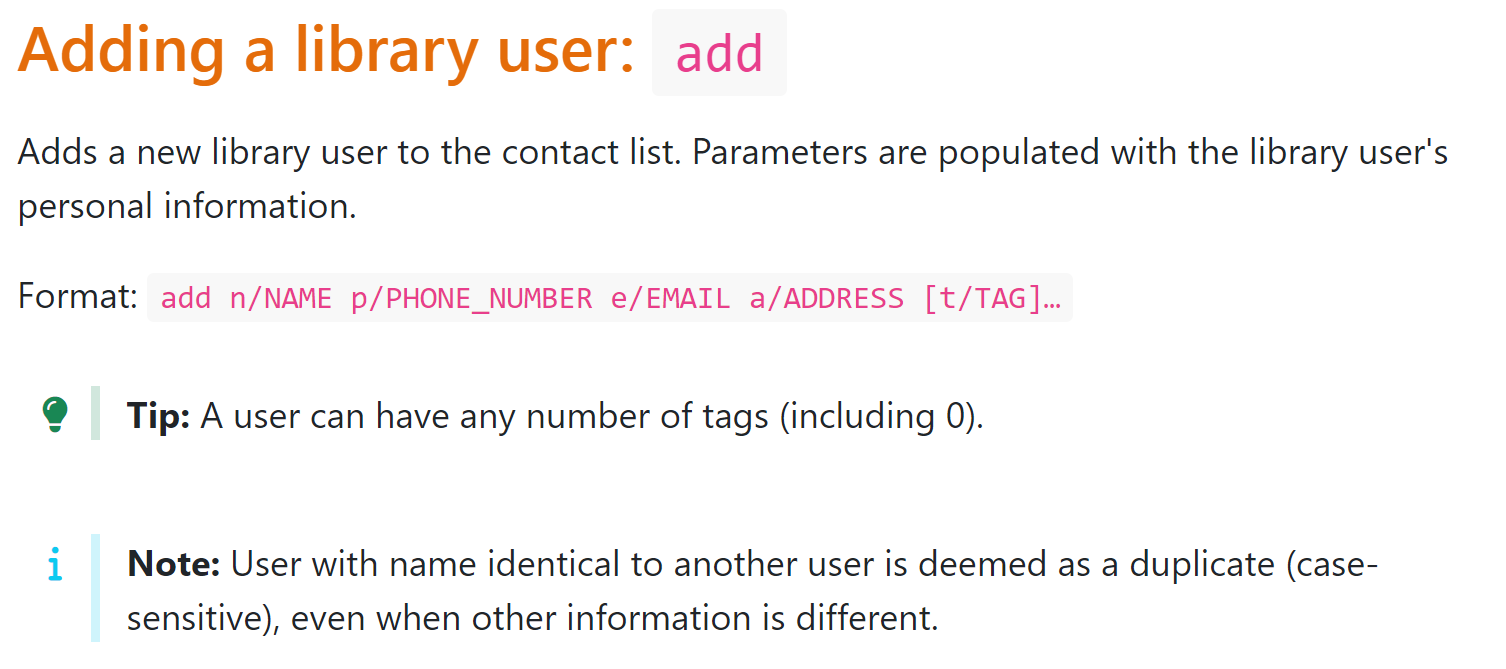 Adding a library user: add
Adds a new library user to the contact list. Parameters are populated with the library user's
personal information.
Format: add n/NAME p/PHONE_NUMBER e/EMAIL a/ADDRESS [t/TAG]…
Tip: A user can have any number of tags (including 0).
Note: User with name identical to another user is deemed as a duplicate (case-
sensitive), even when other information is different.